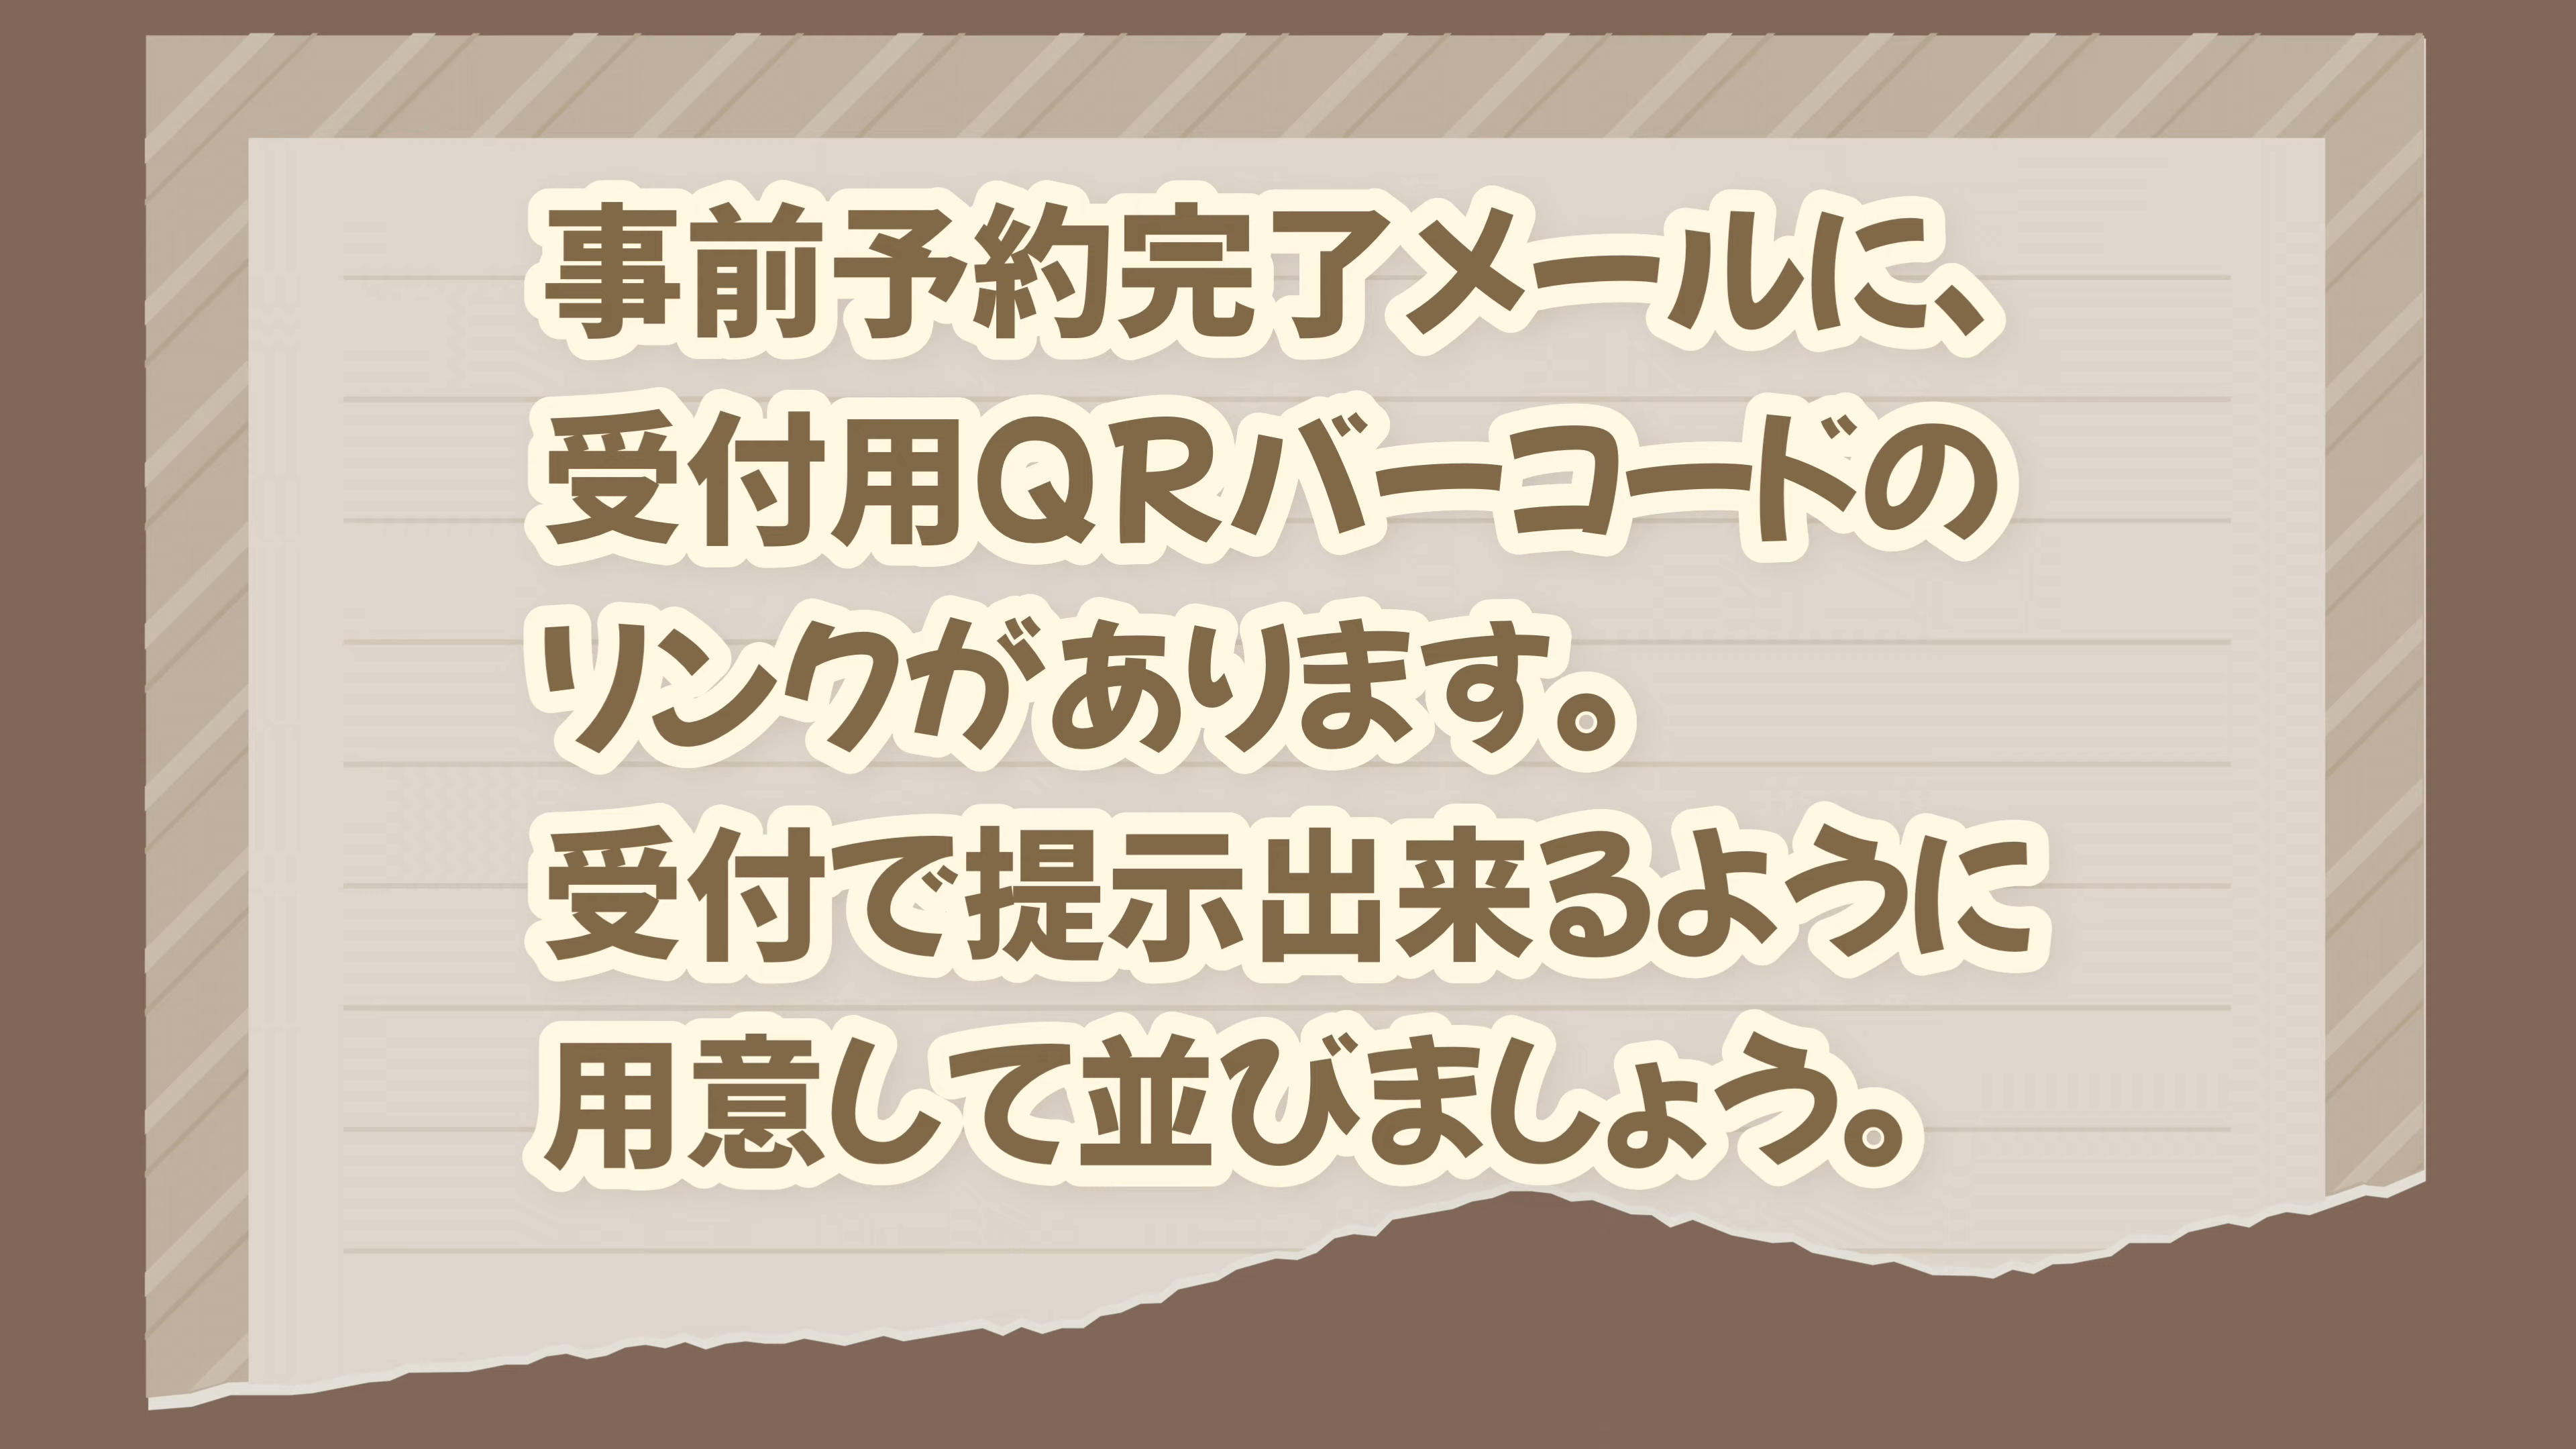 事前予約完了メールに、
受付用QRバーコードの
リンクがあります。
受付で提示出来るように
用意して並びましょう。